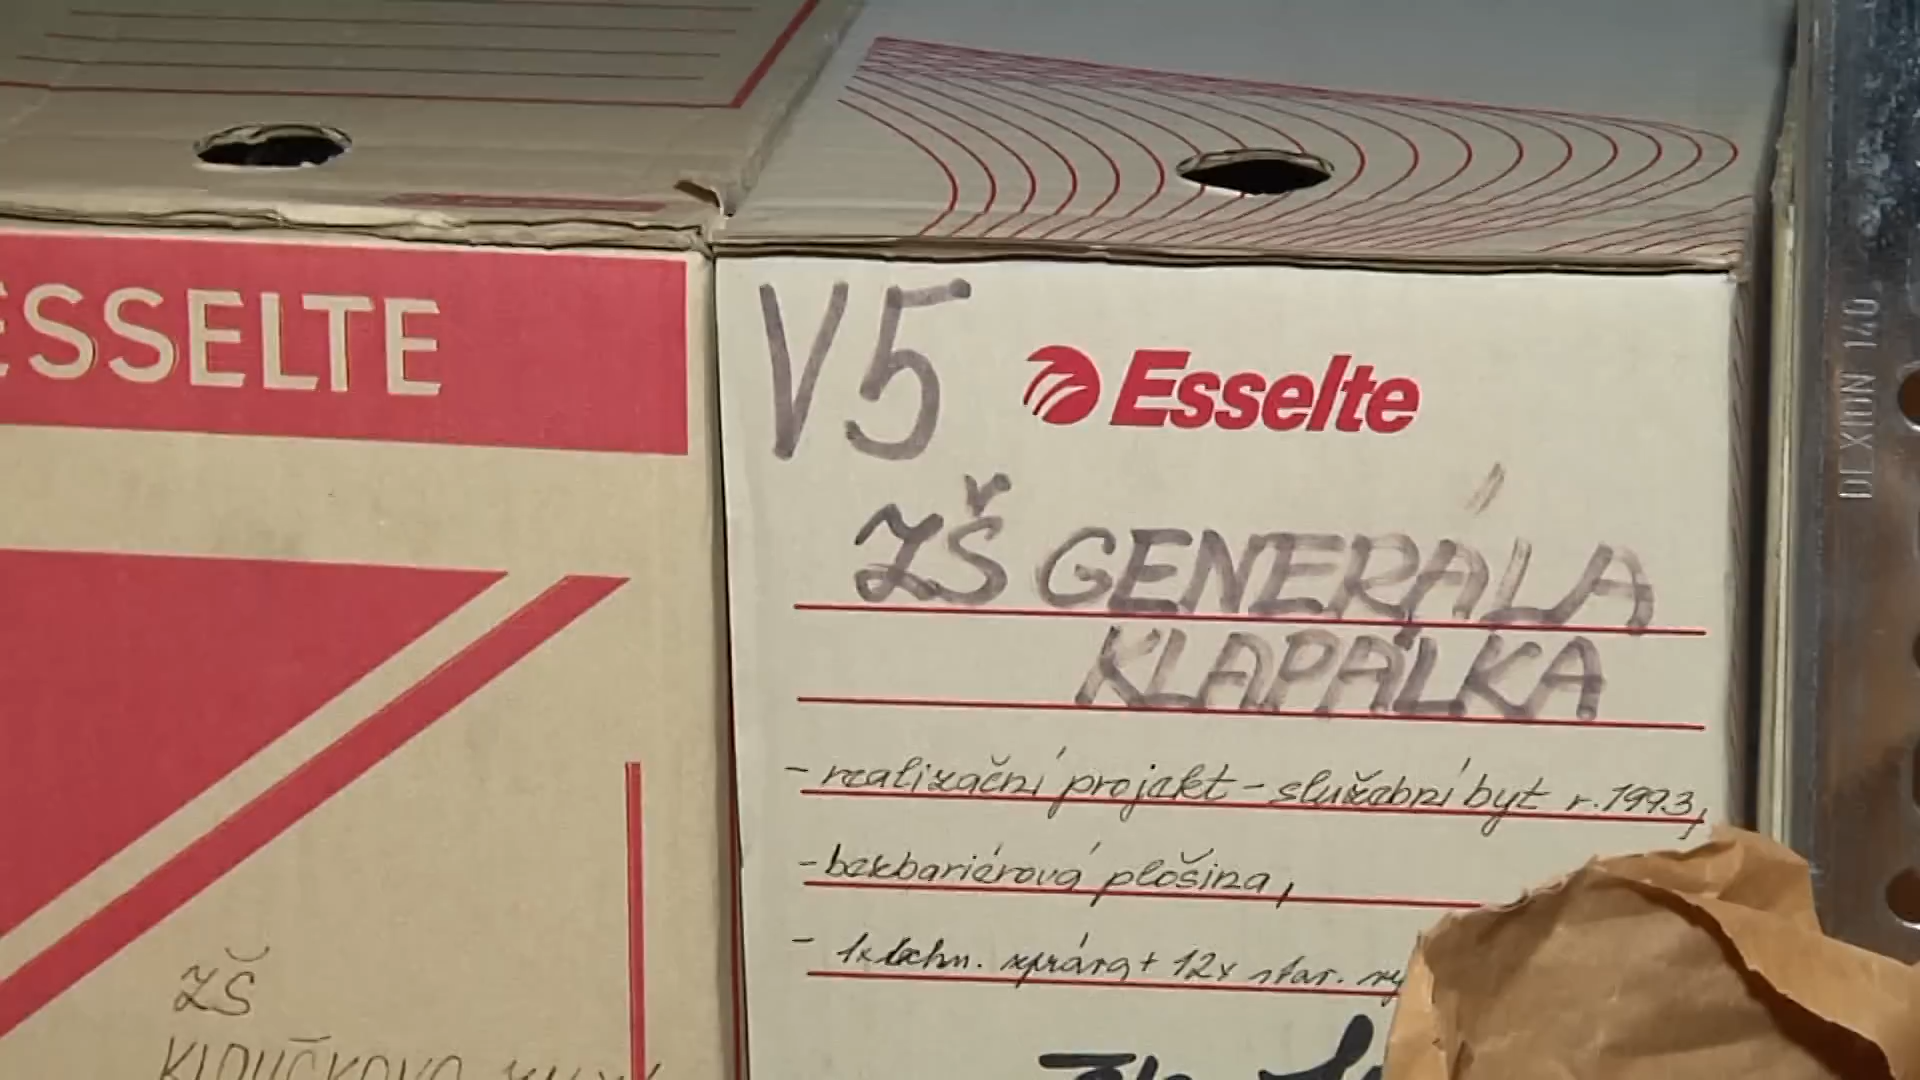 ESSELTE
ZŠ
V5
Esselte
ZŠ GENERÁLA
KLAPÁLKA
- realizační projekt - služební byt r. 1993,
- bezbariérová plošina,
- 1x techn. zpráva + 12x stav.
DEXION 140